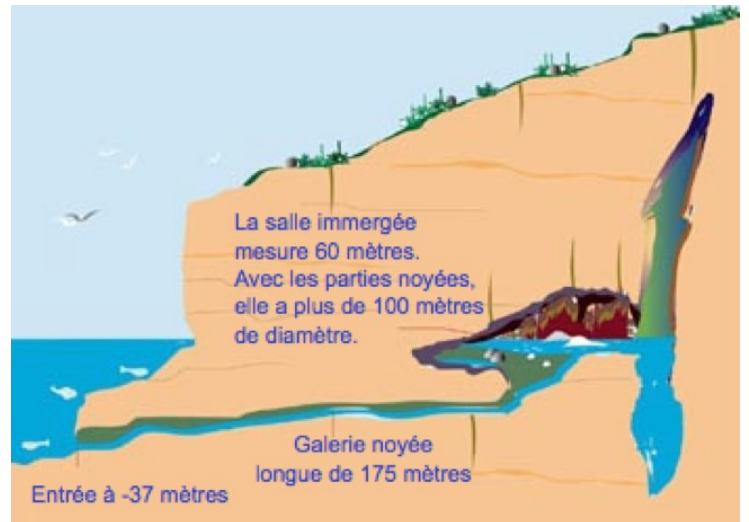 La salle immergée
mesure 60 mètres.
Avec les parties noyées,
elle a plus de 100 mètres
de diamètre.
Galerie noyée
longue de 175 mètres
Entrée à -37 mètres